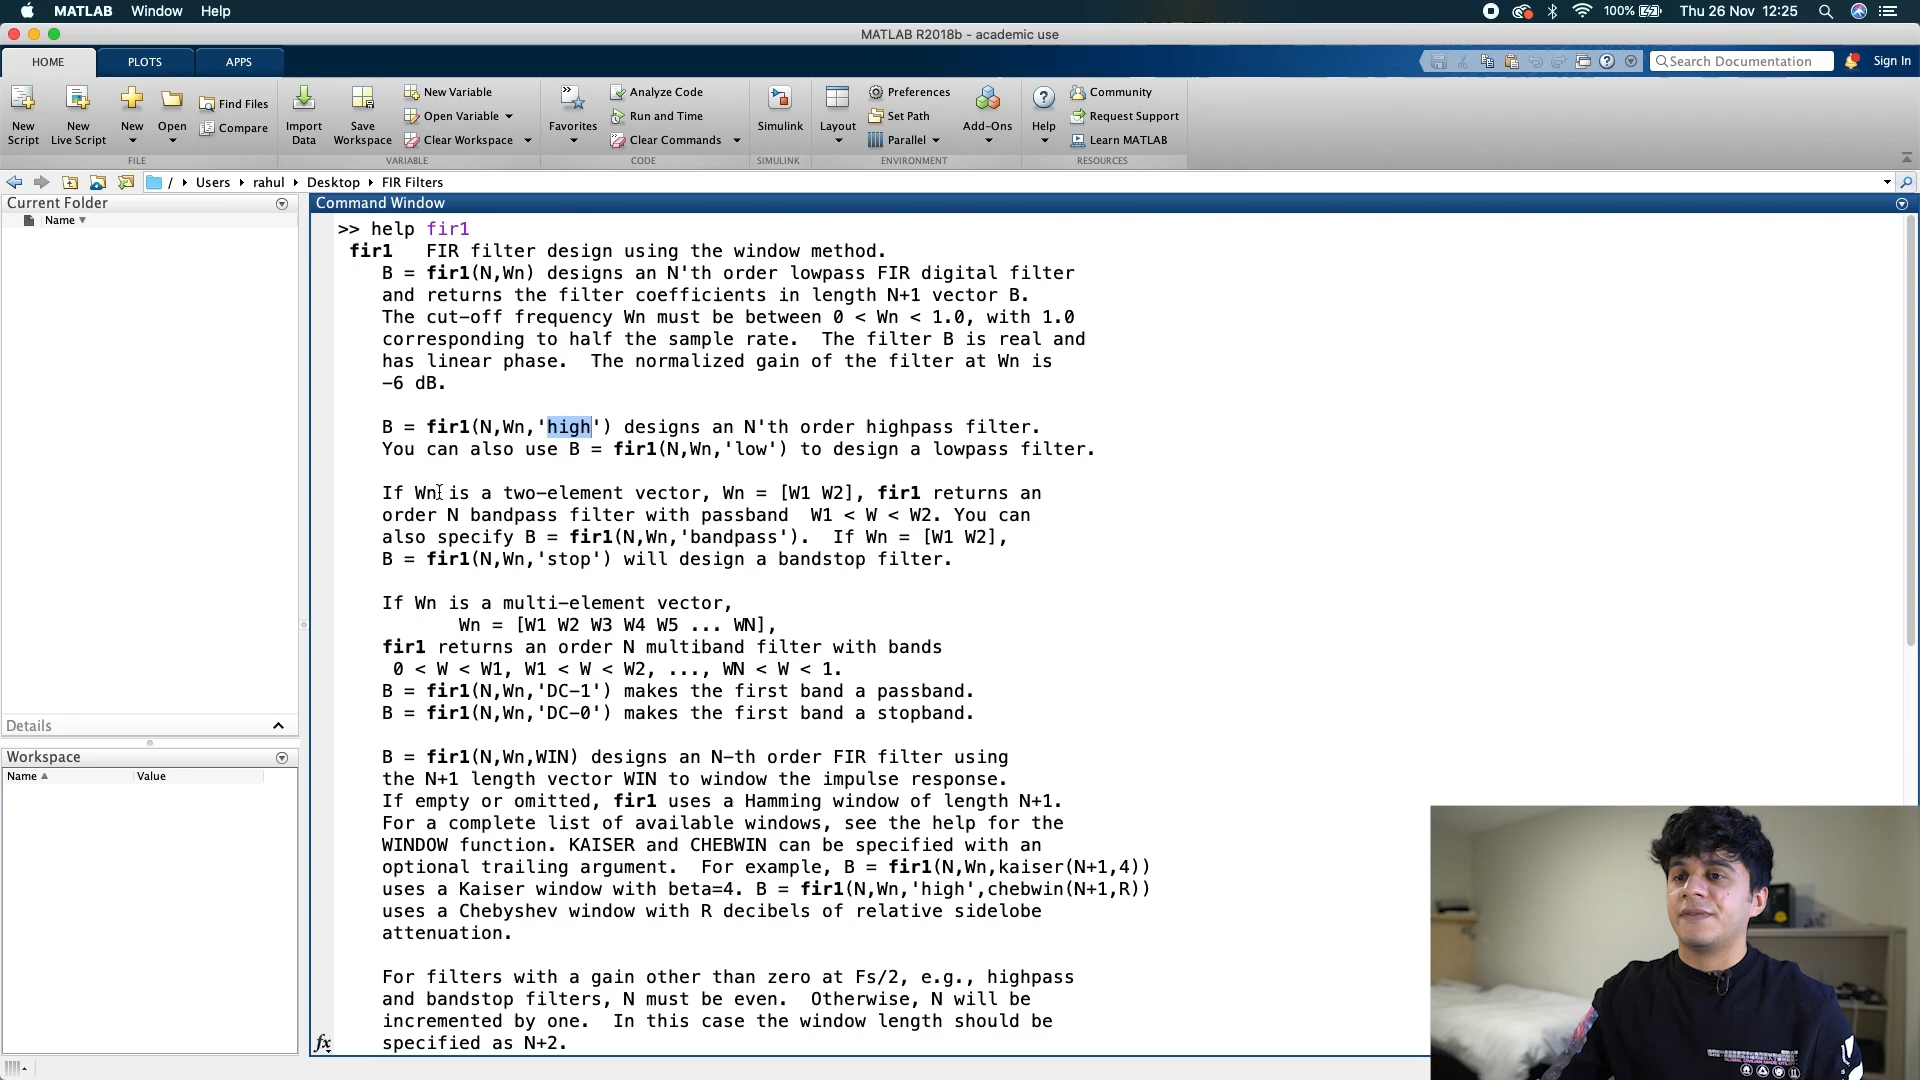 MATLAB Window Help
100% Thu 26 Nov 12:25
MATLAB R2018b - academic use
HOME PLOTS APPS
Search Documentation Sign In
New Script
New Live Script
New
Open
Find Files
Compare
FILE
Import Data
Save Workspace
New Variable
Open Variable
Clear Workspace
VARIABLE
Favorites
Analyze Code
Run and Time
Clear Commands
CODE
Simulink
SIMULINK
Layout
Preferences
Set Path
Parallel
Add-Ons
ENVIRONMENT
Help
Community
Request Support
Learn MATLAB
RESOURCES
/ Users rahul Desktop FIR Filters
Current Folder
Name
Details
Workspace
Name Value
Command Window
>> help fir1
fir1 FIR filter design using the window method.
B = fir1(N,Wn) designs an N'th order lowpass FIR digital filter
and returns the filter coefficients in length N+1 vector B.
The cut-off frequency Wn must be between 0 < Wn < 1.0, with 1.0
corresponding to half the sample rate. The filter B is real and
has linear phase. The normalized gain of the filter at Wn is
-6 dB.
B = fir1(N,Wn,'high') designs an N'th order highpass filter.
You can also use B = fir1(N,Wn,'low') to design a lowpass filter.
If Wn is a two-element vector, Wn = [W1 W2], fir1 returns an
order N bandpass filter with passband W1 < W < W2. You can
also specify B = fir1(N,Wn,'bandpass'). If Wn = [W1 W2],
B = fir1(N,Wn,'stop') will design a bandstop filter.
If Wn is a multi-element vector,
Wn = [W1 W2 W3 W4 W5 ... WN],
fir1 returns an order N multiband filter with bands
0 < W < W1, W1 < W < W2, ..., WN < W < 1.
B = fir1(N,Wn,'DC-1') makes the first band a passband.
B = fir1(N,Wn,'DC-0') makes the first band a stopband.
B = fir1(N,Wn,WIN) designs an N-th order FIR filter using
the N+1 length vector WIN to window the impulse response.
If empty or omitted, fir1 uses a Hamming window of length N+1.
For a complete list of available windows, see the help for the
WINDOW function. KAISER and CHEBWIN can be specified with an
optional trailing argument. For example, B = fir1(N,Wn,kaiser(N+1,4))
uses a Kaiser window with beta=4. B = fir1(N,Wn,'high',chebwin(N+1,R))
uses a Chebyshev window with R decibels of relative sidelobe
attenuation.
For filters with a gain other than zero at Fs/2, e.g., highpass
and bandstop filters, N must be even. Otherwise, N will be
incremented by one. In this case the window length should be
specified as N+2.
fx